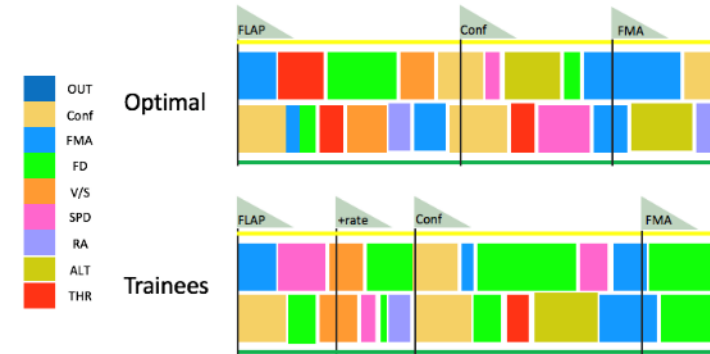 FLAP Conf FMA
OUT
Conf
FMA
FD
V/S
SPD
RA
ALT
THR
Optimal
FLAP +rate Conf FMA
Trainees